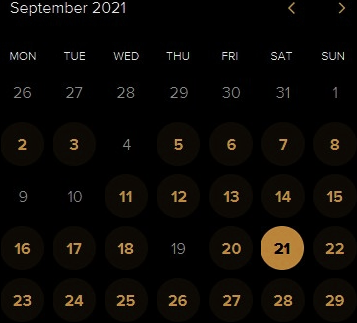 September 2021
MON TUE WED THU FRI SAT SUN
26 27 28 29 30 31 1
2 3 4 5 6 7 8
9 10 11 12 13 14 15
16 17 18 19 20 21 22
23 24 25 26 27 28 29